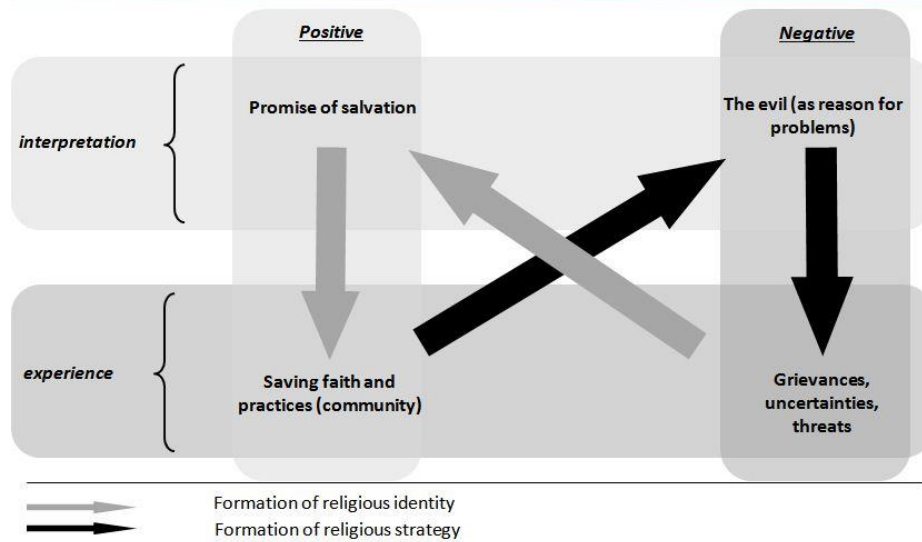 Positive
Negative
Promise of salvation
The evil (as reason for
problems)
interpretation
experience
Saving faith and
practices (community)
Grievances,
uncertainties,
threats
Formation of religious identity
Formation of religious strategy